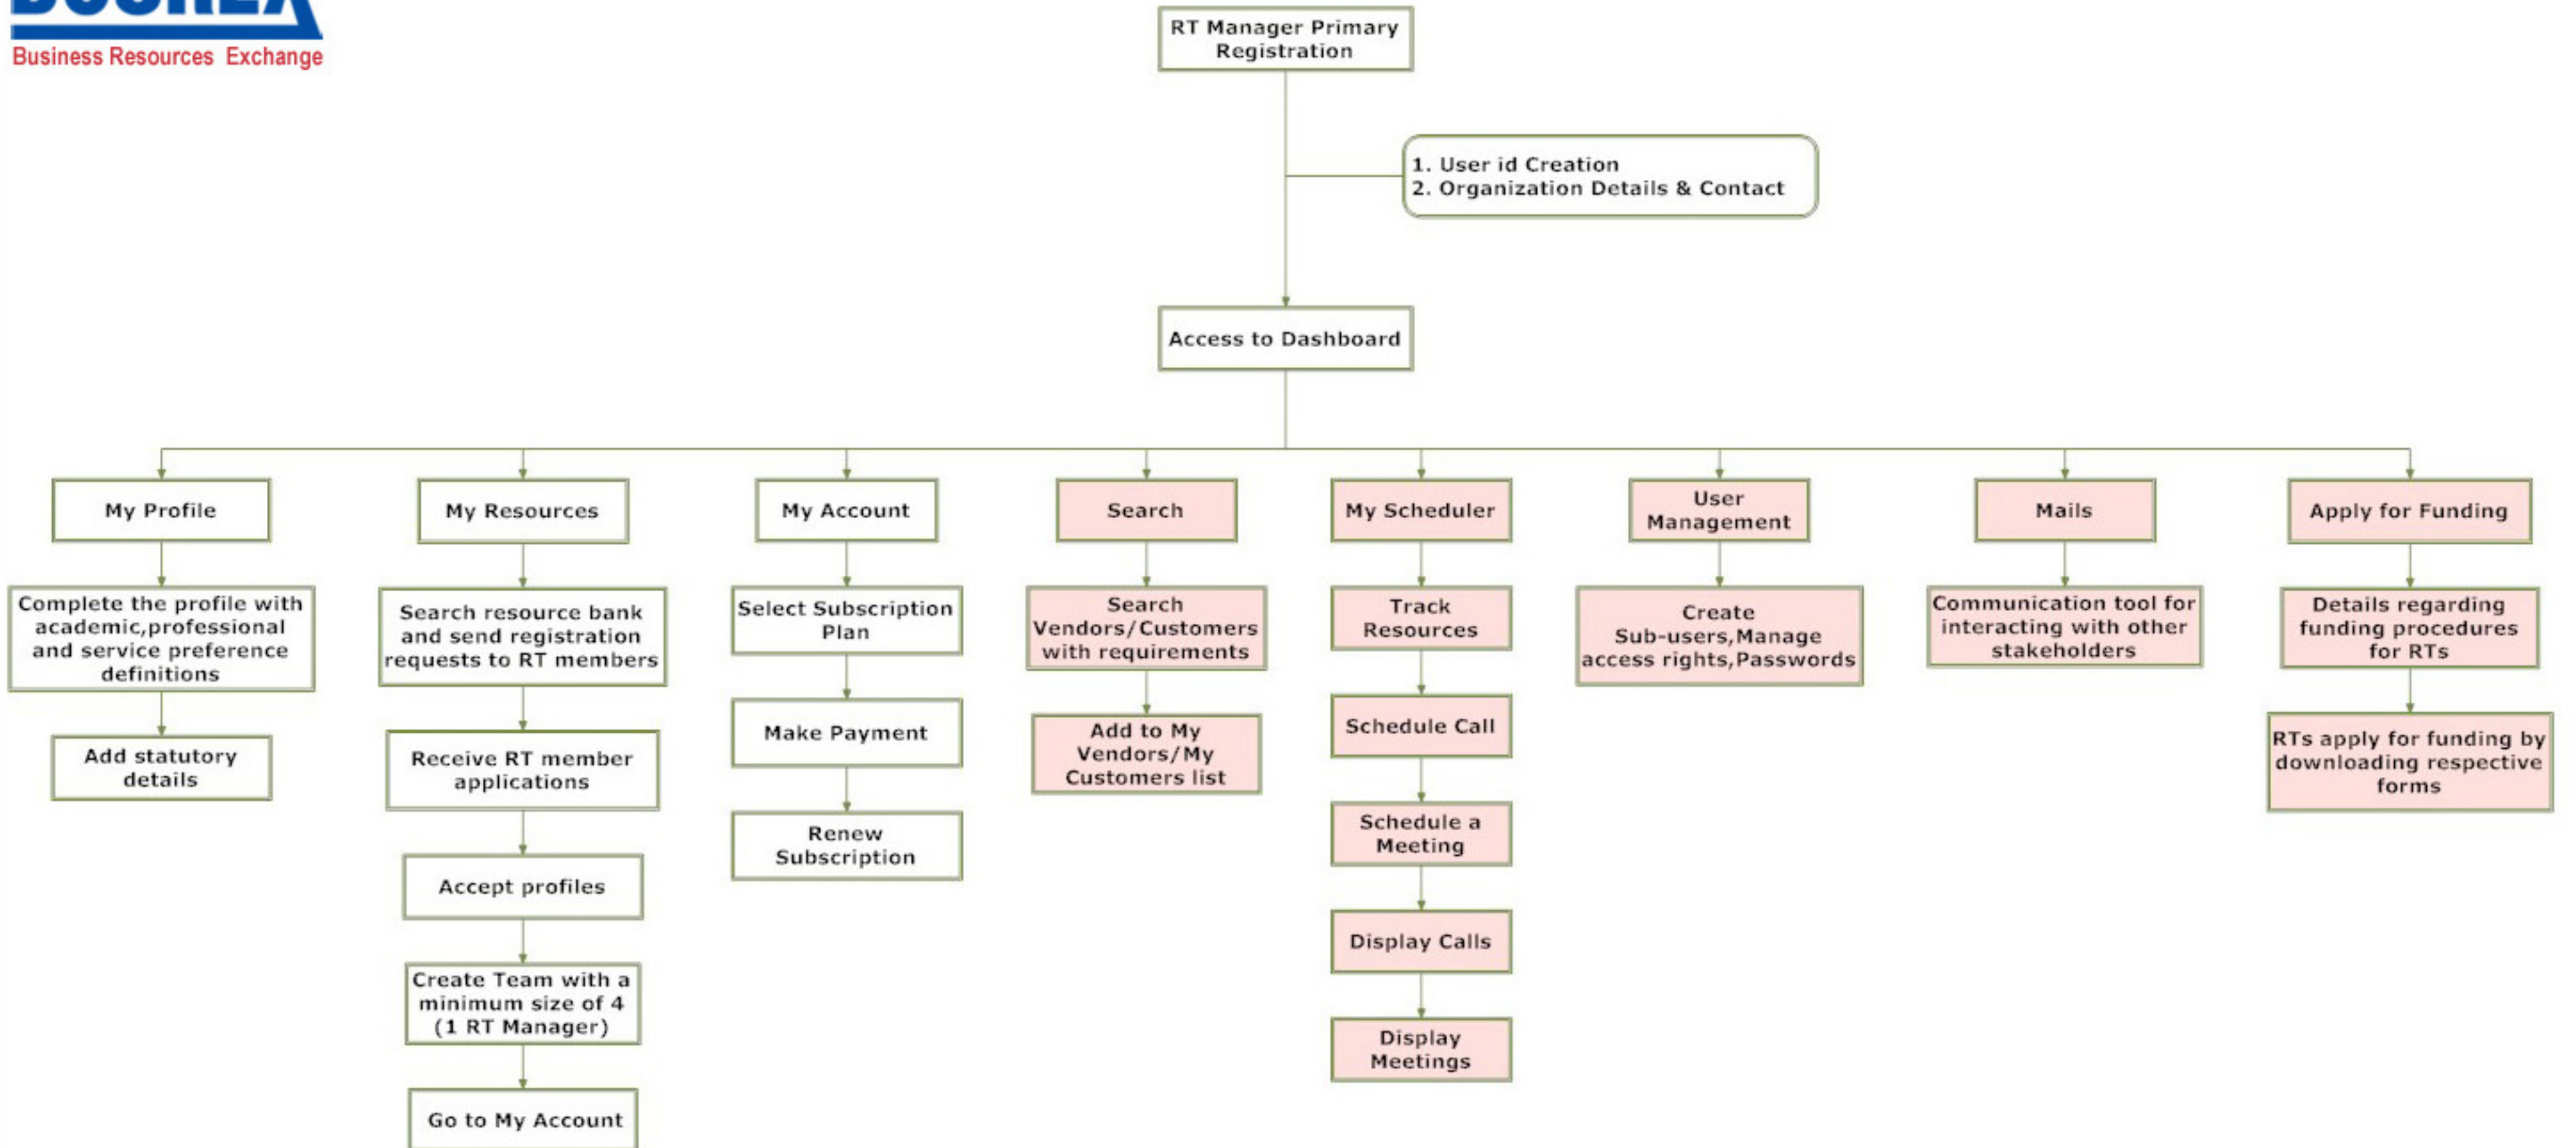 Business Resources Exchange
RT Manager Primary
Registration
1. User id Creation
2. Organization Details & Contact
Access to Dashboard
My Profile
My Resources
My Account
Search
My Scheduler
User
Management
Mails
Apply for Funding
Complete the profile with
academic,professional
and service preference
definitions
Add statutory
details
Search resource bank
and send registration
requests to RT members
Receive RT member
applications
Accept profiles
Create Team with a
minimum size of 4
(1 RT Manager)
Go to My Account
Select Subscription
Plan
Make Payment
Renew
Subscription
Search
Vendors/Customers
with requirements
Add to My
Vendors/My
Customers list
Track
Resources
Schedule Call
Schedule a
Meeting
Display Calls
Display
Meetings
Create
Sub-users,Manage
access rights,Passwords
Communication tool for
interacting with other
stakeholders
Details regarding
funding procedures
for RTs
RTs apply for funding by
downloading respective
forms